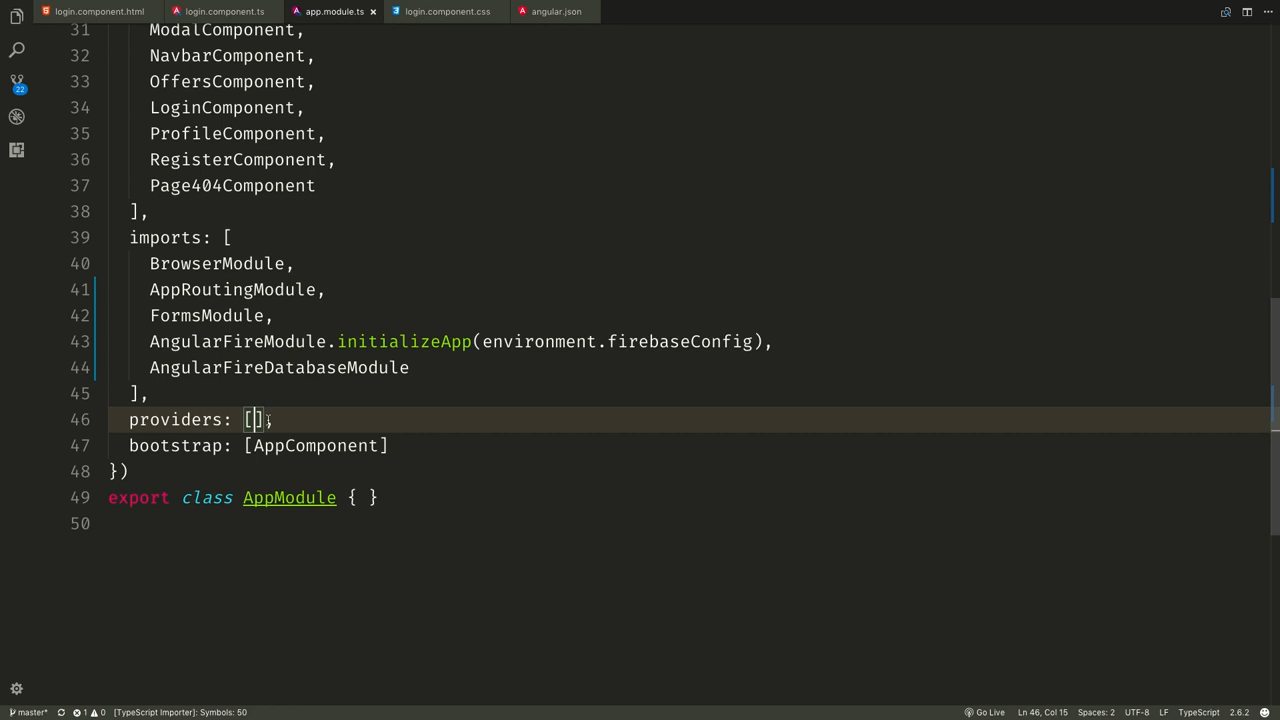 login.component.html
login.component.ts
app.module.ts
login.component.css
angular.json
31 ModalComponent,
32 NavbarComponent,
33 OffersComponent,
34 LoginComponent,
35 ProfileComponent,
36 RegisterComponent,
37 Page404Component
38 ],
39 imports: [
40 BrowserModule,
41 AppRoutingModule,
42 FormsModule,
43 AngularFireModule.initializeApp(environment.firebaseConfig),
44 AngularFireDatabaseModule
45 ],
46 providers: [],
47 bootstrap: [AppComponent]
48 })
49 export class AppModule { }
50
22
master* 1 0 [TypeScript Importer]: Symbols: 50 Go Live Ln 46, Col 15 Spaces: 2 UTF-8 LF TypeScript 2.6.2